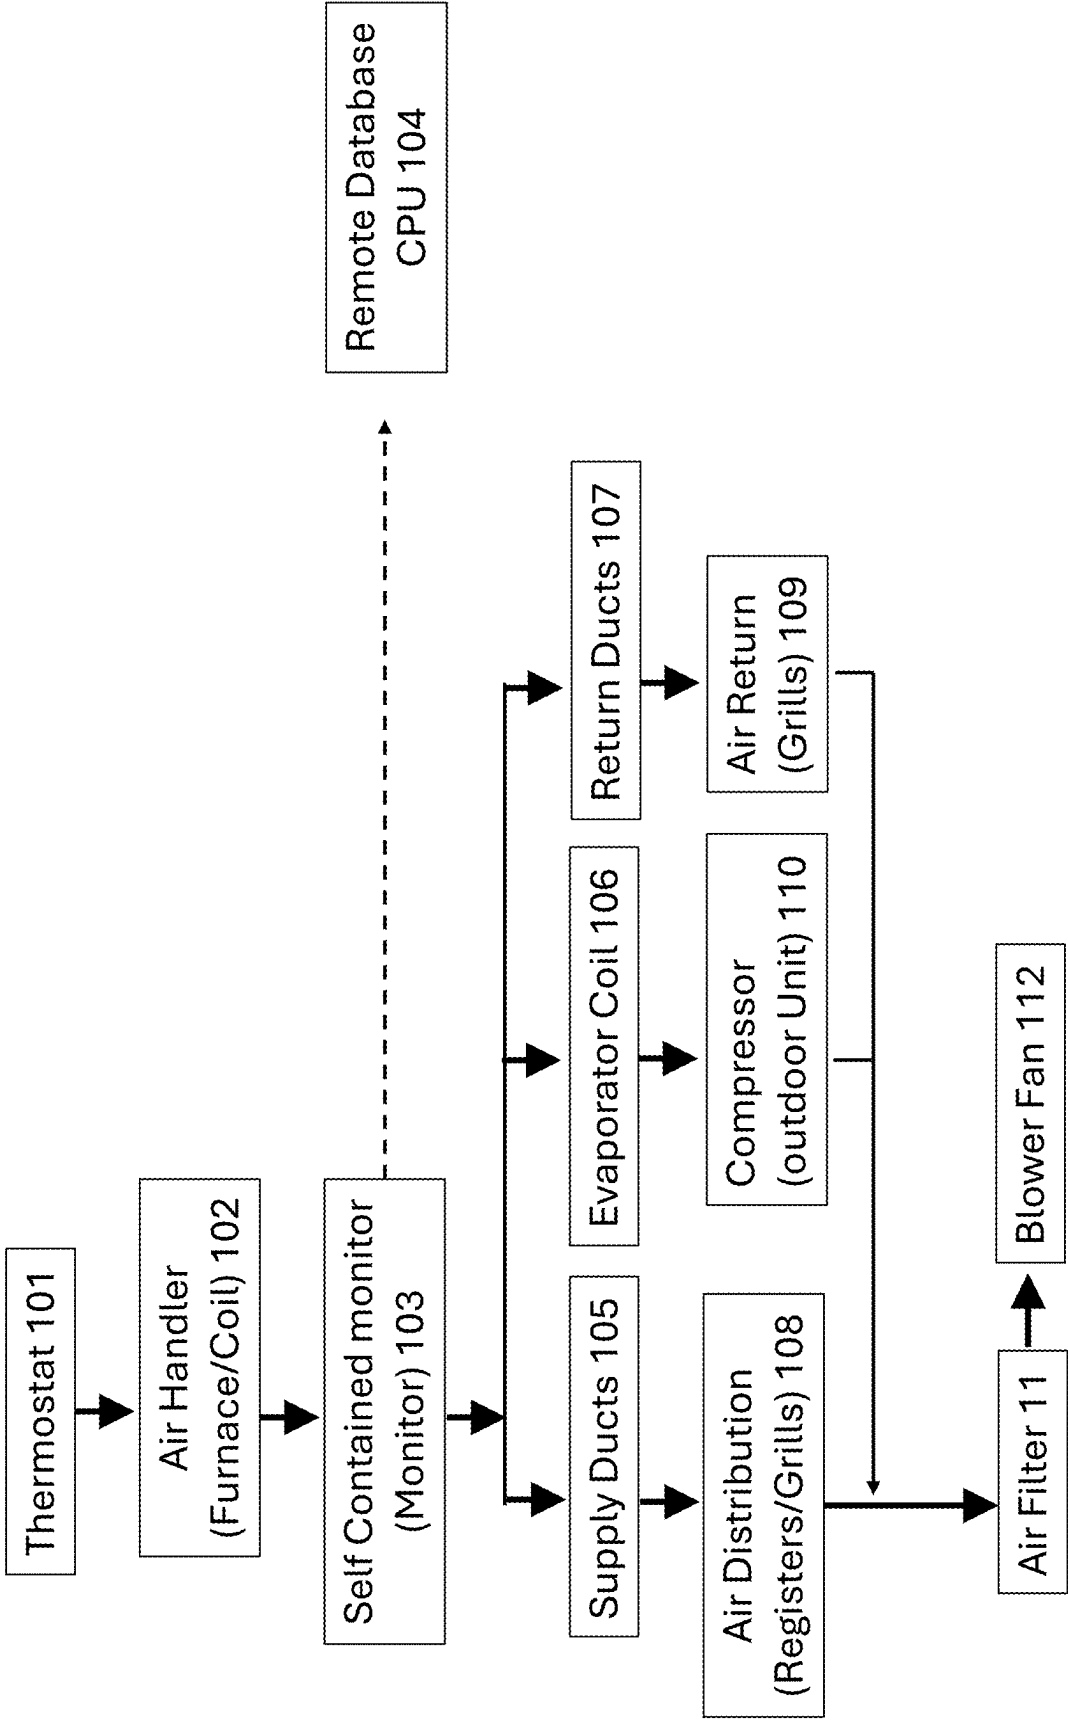 Thermostat 101
Air Handler
(Furnace/Coil) 102
Self Contained monitor
(Monitor) 103
Remote Database
CPU 104
Supply Ducts 105
Evaporator Coil 106
Return Ducts 107
Air Distribution
(Registers/Grills) 108
Compressor
(outdoor Unit) 110
Air Return
(Grills) 109
Air Filter 11
Blower Fan 112